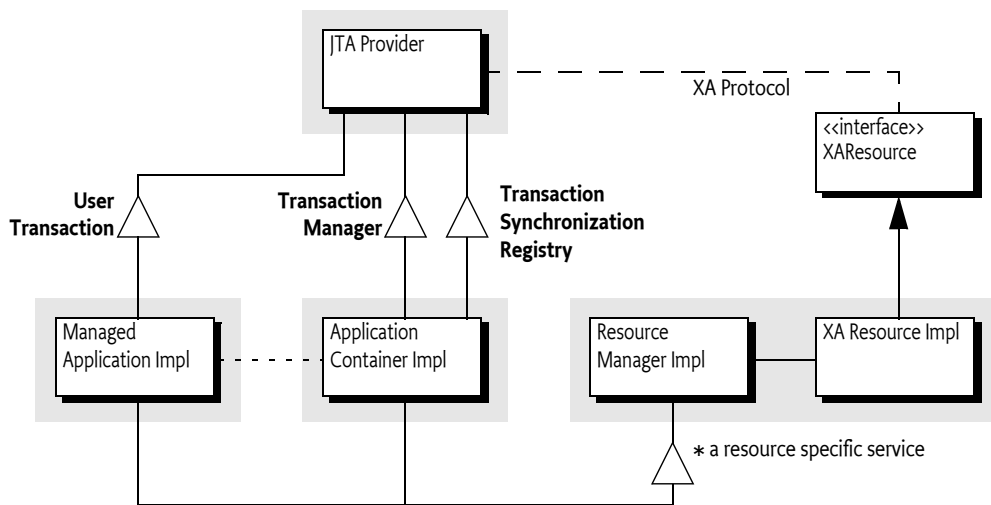 JTA Provider
XA Protocol
<<interface>>
XAResource
User
Transaction
Transaction
Manager
Transaction
Synchronization
Registry
Managed
Application Impl
Application
Container Impl
Resource
Manager Impl
XA Resource Impl
* a resource specific service